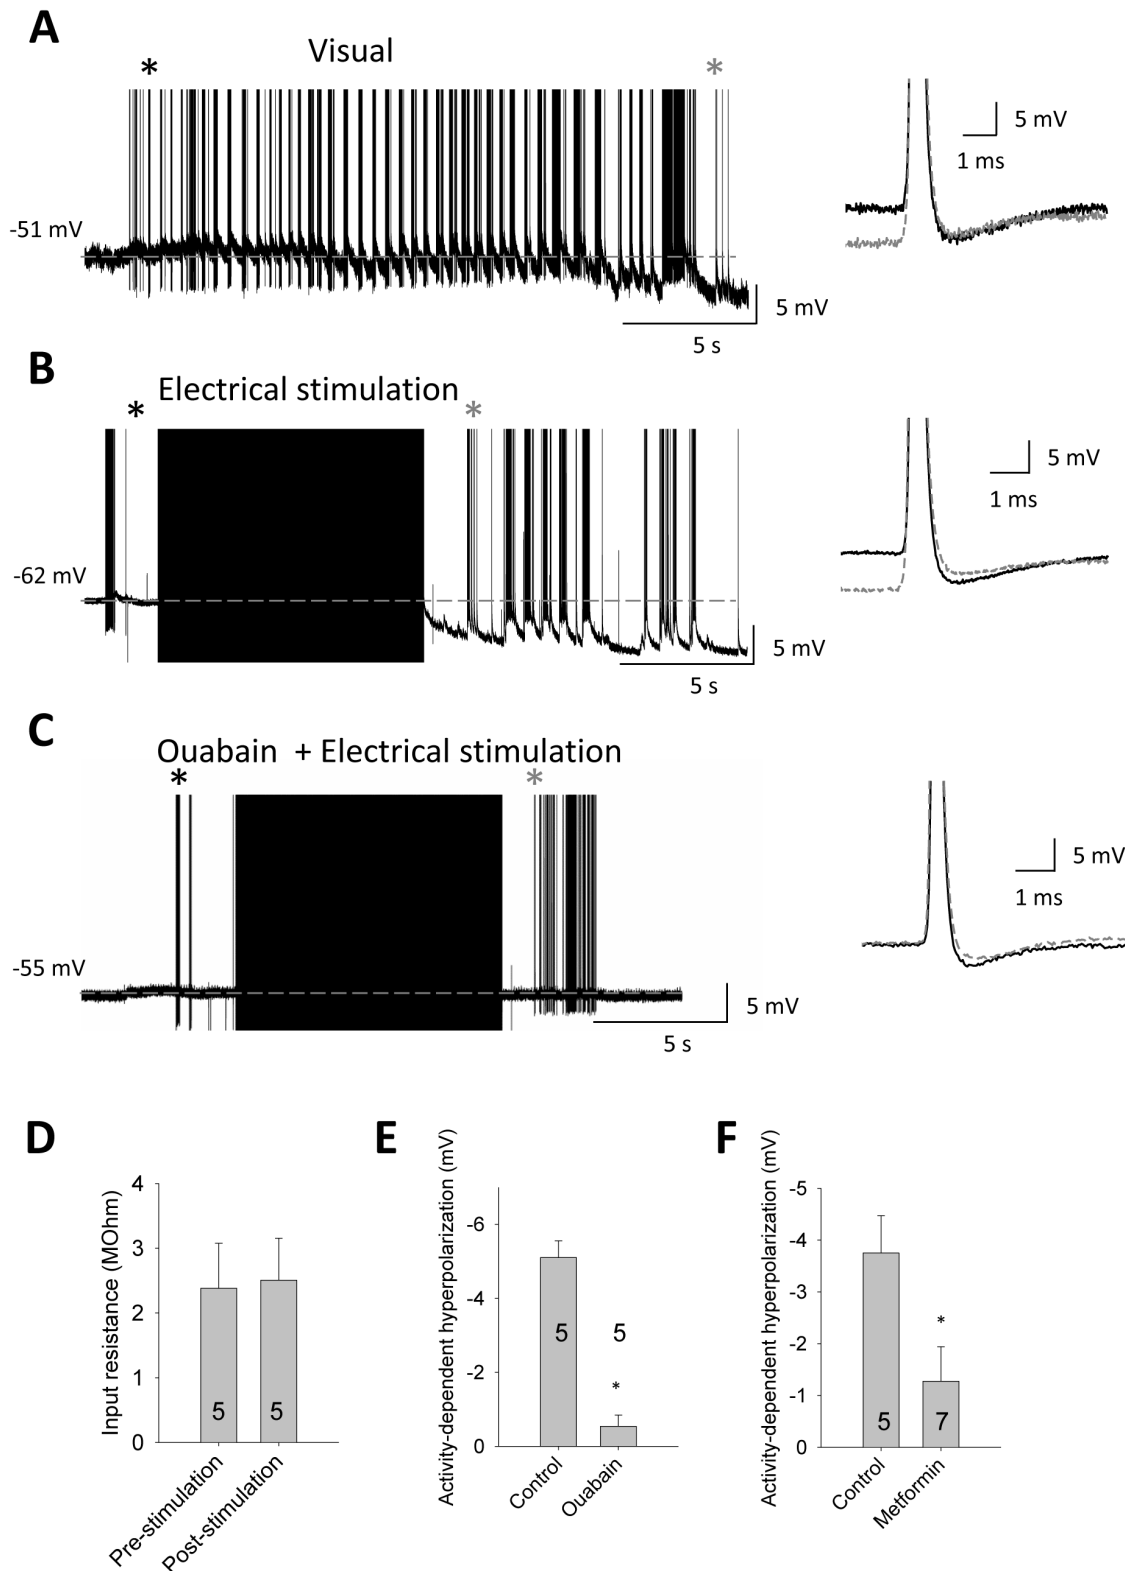 A
Visual
*
*
-51 mV
5 mV
5 s
5 mV
1 ms
B
Electrical stimulation
*
*
-62 mV
5 mV
5 s
5 mV
1 ms
C
Ouabain + Electrical stimulation
*
*
-55 mV
5 mV
5 s
5 mV
1 ms
D
Input resistance (MOhm)
4
3
2
1
0
5
5
Pre-stimulation
Post-stimulation
E
Activity-dependent hyperpolarization (mV)
-6
-4
-2
0
5
5
*
Control
Ouabain
F
Activity-dependent hyperpolarization (mV)
-5
-4
-3
-2
-1
0
5
7
*
Control
Metformin